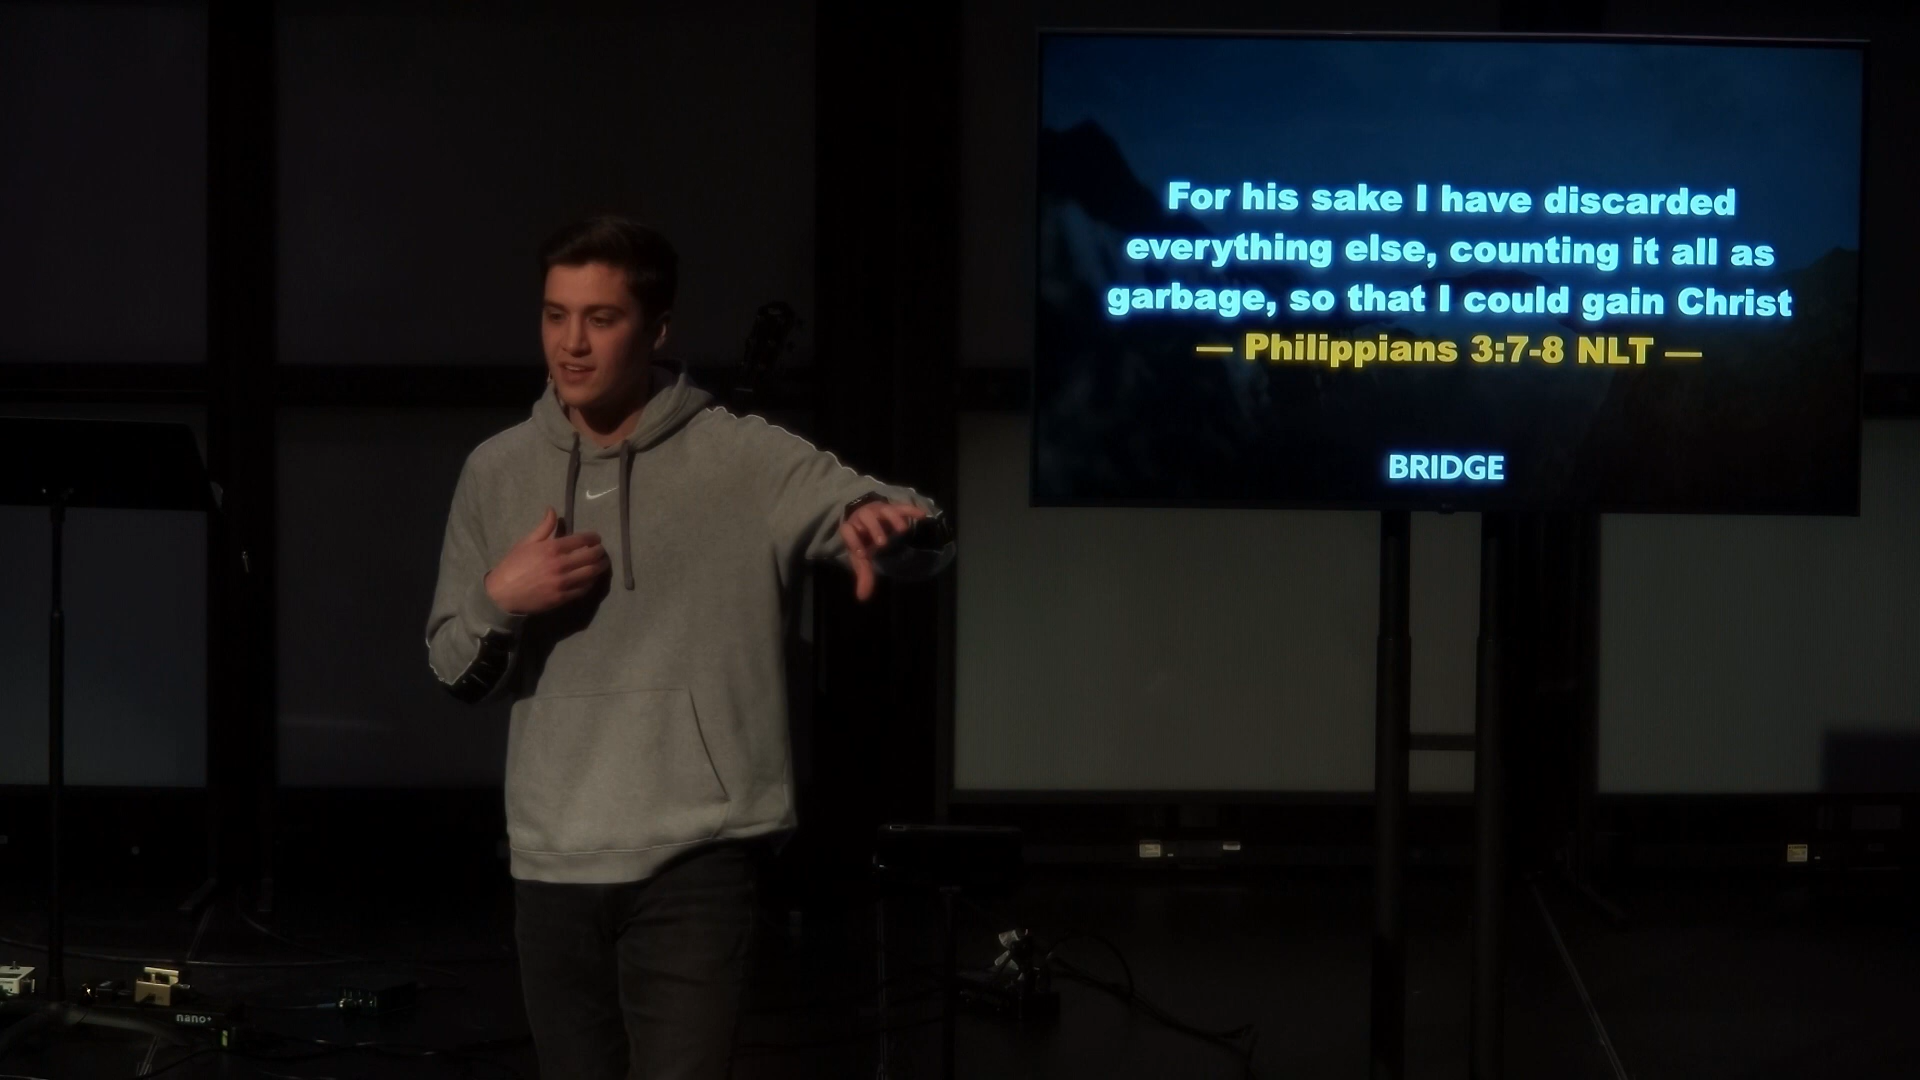 For his sake I have discarded
everything else, counting it all as
garbage, so that I could gain Christ
— Philippians 3:7-8 NLT —
BRIDGE
nano+